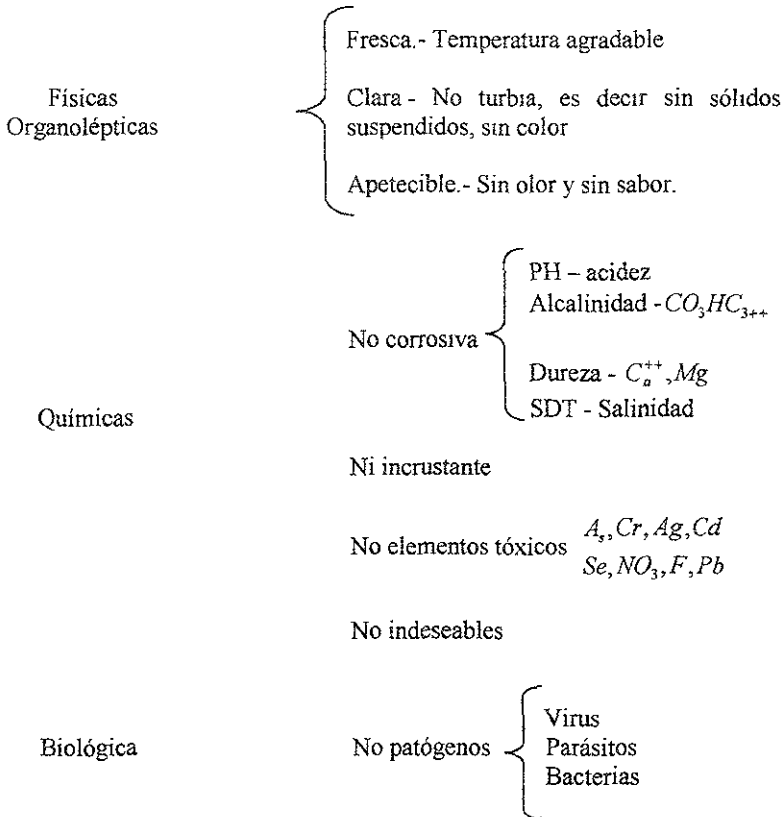 Físicas
Organolépticas
Fresca.- Temperatura agradable
Clara - No turbia, es decir sin sólidos
suspendidos, sin color
Apetecible.- Sin olor y sin sabor.
Químicas
No corrosiva
PH – acidez
Alcalinidad - CO₃HC₃₊₊
Dureza - Cₐ⁺⁺, Mg
SDT - Salinidad
Ni incrustante
No elementos tóxicos
Aₛ, Cr, Ag, Cd
Se, NO₃, F, Pb
No indeseables
Biológica
No patógenos
Virus
Parásitos
Bacterias